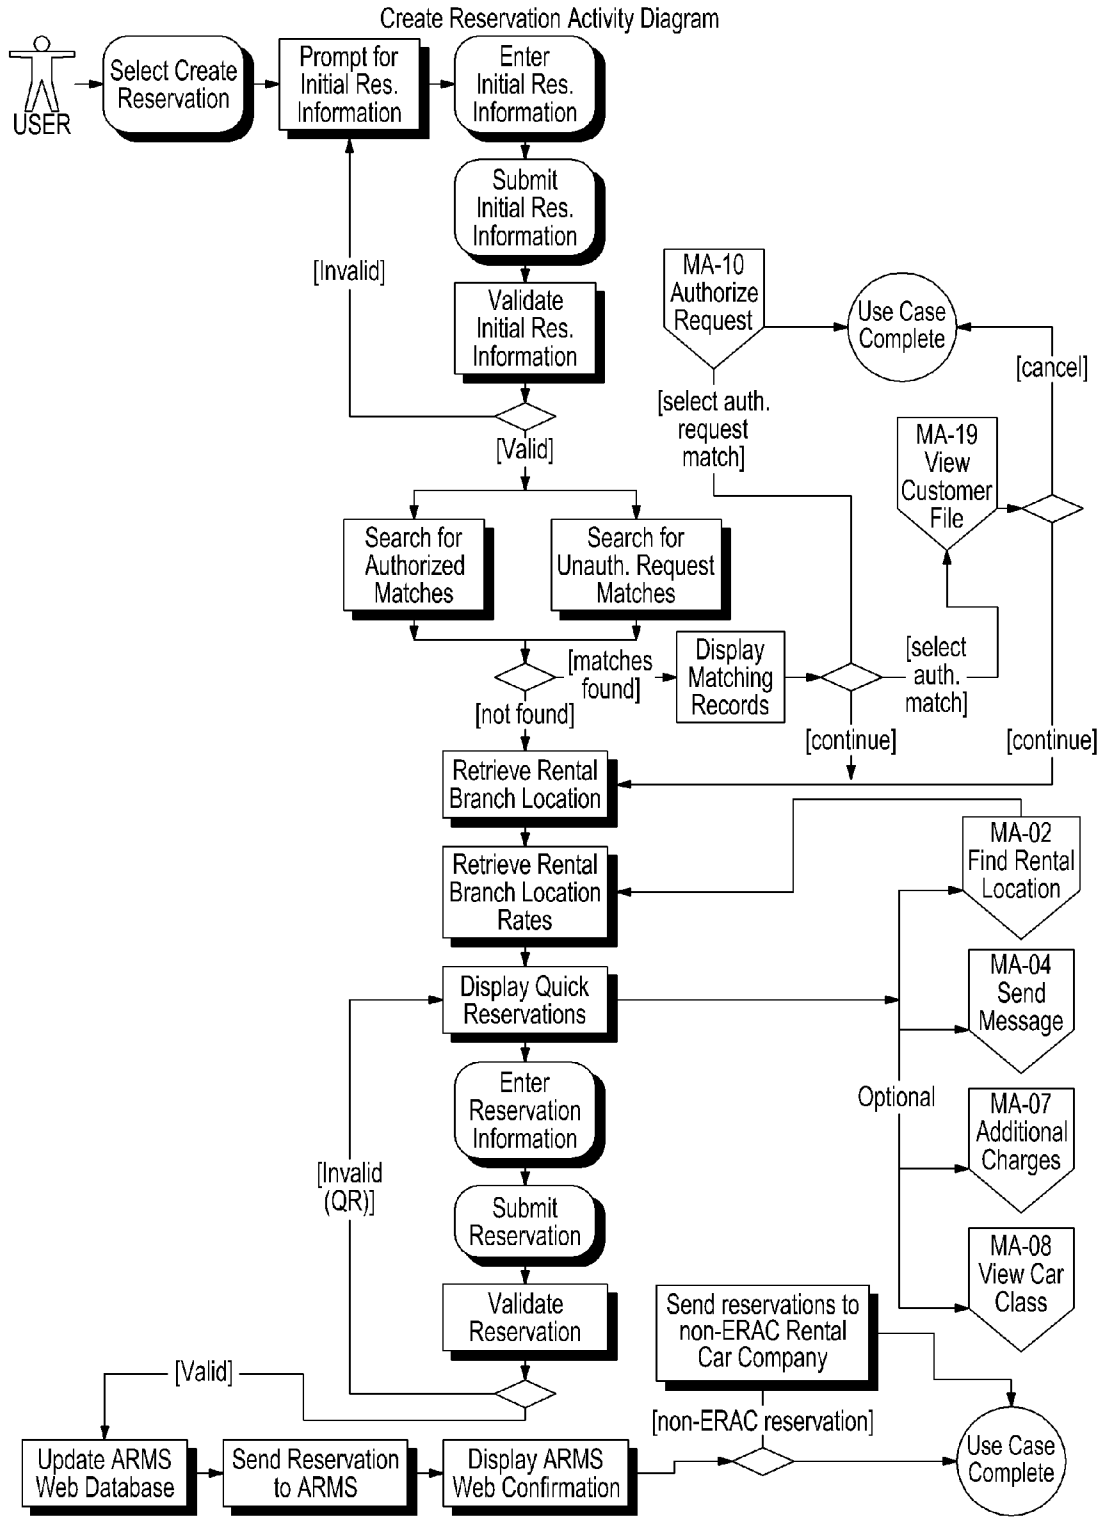 Create Reservation Activity Diagram
USER
Select Create
Reservation
Prompt for
Initial Res.
Information
Enter
Initial Res.
Information
Submit
Initial Res.
Information
[Invalid]
Validate
Initial Res.
Information
[Valid]
MA-10
Authorize
Request
Use Case
Complete
[cancel]
[select auth.
request
match]
MA-19
View
Customer
File
Search for
Authorized
Matches
Search for
Unauth. Request
Matches
[matches
found]
Display
Matching
Records
[select
auth.
match]
[not found]
[continue]
[continue]
Retrieve Rental
Branch Location
Retrieve Rental
Branch Location
Rates
MA-02
Find Rental
Location
Display Quick
Reservations
MA-04
Send
Message
Optional
Enter
Reservation
Information
MA-07
Additional
Charges
[Invalid
(QR)]
Submit
Reservation
MA-08
View Car
Class
Validate
Reservation
Send reservations to
non-ERAC Rental
Car Company
[Valid]
[non-ERAC reservation]
Update ARMS
Web Database
Send Reservation
to ARMS
Display ARMS
Web Confirmation
Use Case
Complete